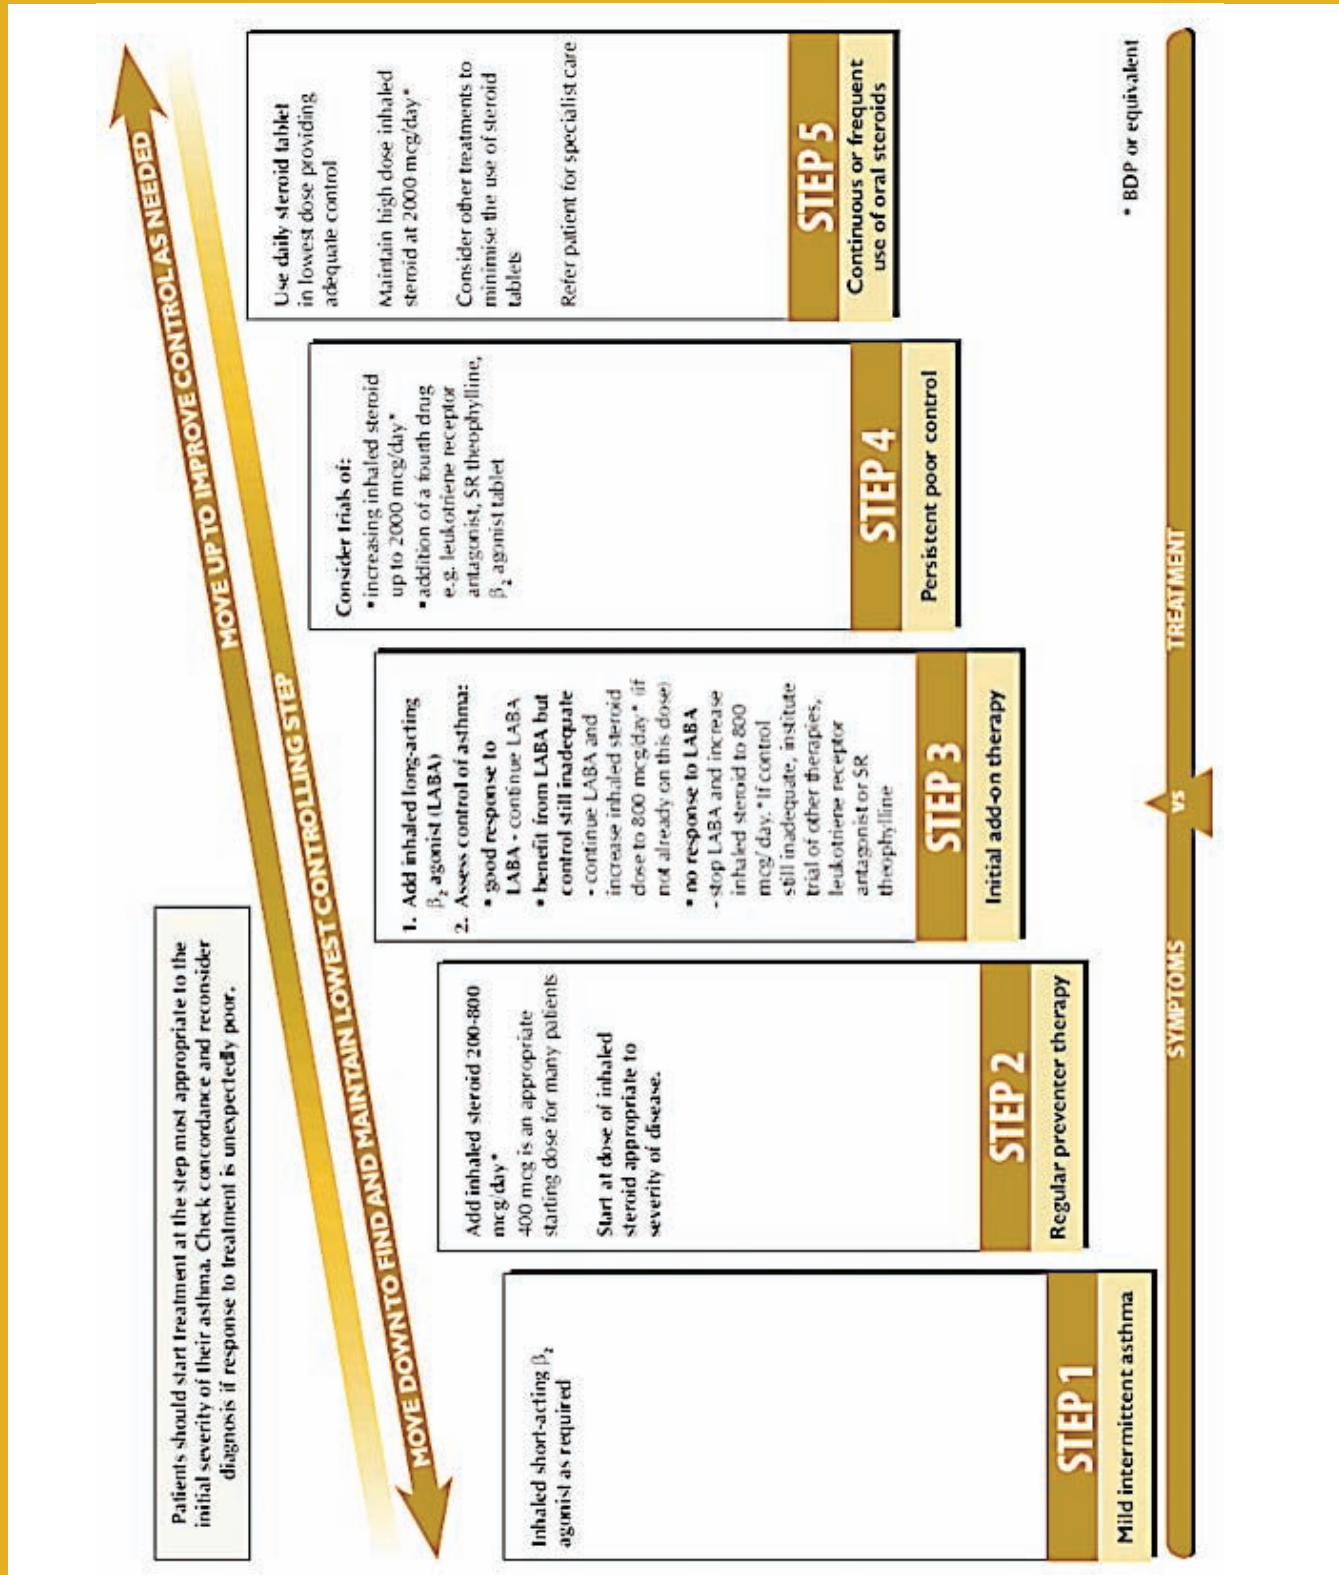 Patients should start treatment at the step most appropriate to the
initial severity of their asthma. Check concordance and reconsider
diagnosis if response to treatment is unexpectedly poor.
MOVE UP TO IMPROVE CONTROL AS NEEDED
MOVE DOWN TO FIND AND MAINTAIN LOWEST CONTROLLING STEP
Inhaled short-acting β₂
agonist as required
STEP 1
Mild intermittent asthma
Add inhaled steroid 200-800
mcg/day*
400 mcg is an appropriate
starting dose for many patients
Start at dose of inhaled
steroid appropriate to
severity of disease.
STEP 2
Regular preventer therapy
1. Add inhaled long-acting
β₂ agonist (LABA)
2. Assess control of asthma:
• good response to
LABA - continue LABA
• benefit from LABA but
control still inadequate
- continue LABA and
increase inhaled steroid
dose to 800 mcg/day* (if
not already on this dose)
• no response to LABA
- stop LABA and increase
inhaled steroid to 800
mcg/ day.* If control
still inadequate, institute
trial of other therapies,
leukotriene receptor
antagonist or SR
theophylline
STEP 3
Initial add-on therapy
Consider trials of:
• increasing inhaled steroid
up to 2000 mcg/day*
• addition of a fourth drug
e.g. leukotriene receptor
antagonist, SR theophylline,
β₂ agonist tablet
STEP 4
Persistent poor control
Use daily steroid tablet
in lowest dose providing
adequate control
Maintain high dose inhaled
steroid at 2000 mcg/day*
Consider other treatments to
minimise the use of steroid
tablets
Refer patient for specialist care
STEP 5
Continuous or frequent
use of oral steroids
SYMPTOMS vs TREATMENT
* BDP or equivalent